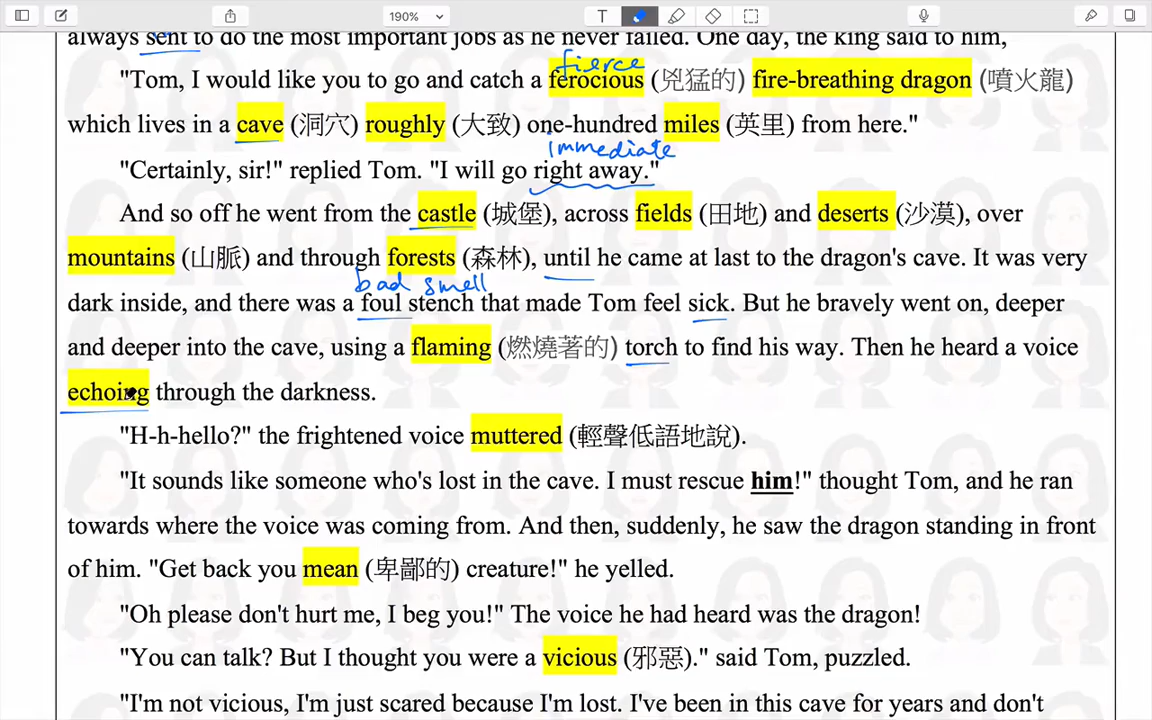 190%
always sent to do the most important jobs as he never failed. One day, the king said to him,
fierce
"Tom, I would like you to go and catch a ferocious (兇猛的) fire-breathing dragon (噴火龍)
which lives in a cave (洞穴) roughly (大致) one-hundred miles (英里) from here."
immediate
"Certainly, sir!" replied Tom. "I will go right away."
And so off he went from the castle (城堡), across fields (田地) and deserts (沙漠), over
mountains (山脈) and through forests (森林), until he came at last to the dragon's cave. It was very
bad smell
dark inside, and there was a foul stench that made Tom feel sick. But he bravely went on, deeper
and deeper into the cave, using a flaming (燃燒著的) torch to find his way. Then he heard a voice
echoing through the darkness.
"H-h-hello?" the frightened voice muttered (輕聲低語地說).
"It sounds like someone who's lost in the cave. I must rescue him!" thought Tom, and he ran
towards where the voice was coming from. And then, suddenly, he saw the dragon standing in front
of him. "Get back you mean (卑鄙的) creature!" he yelled.
"Oh please don't hurt me, I beg you!" The voice he had heard was the dragon!
"You can talk? But I thought you were a vicious (邪惡)." said Tom, puzzled.
"I'm not vicious, I'm just scared because I'm lost. I've been in this cave for years and don't